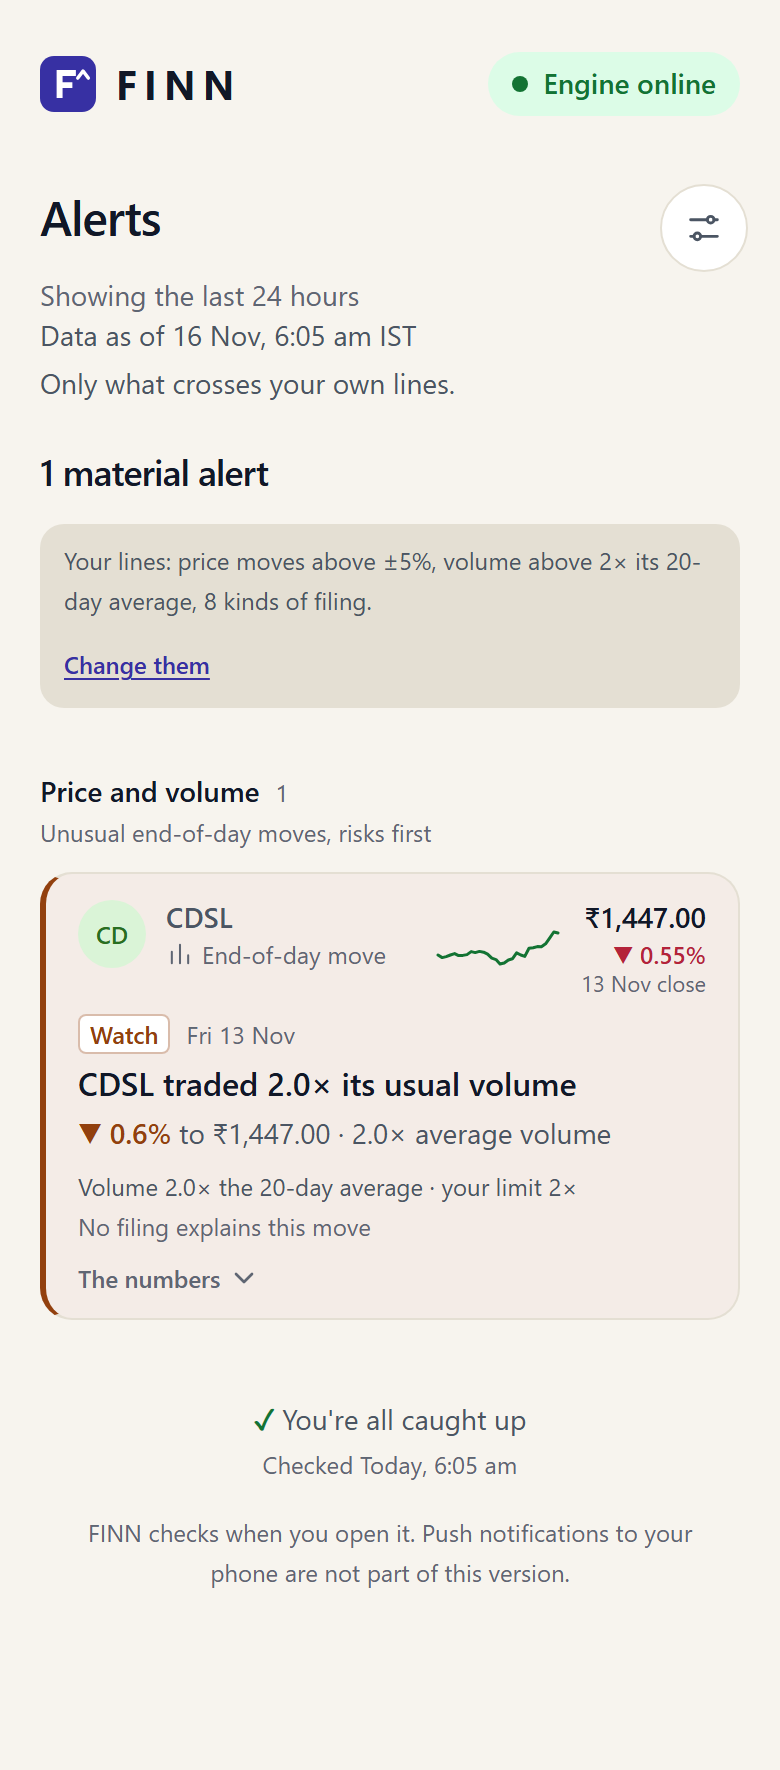 F^ FINN
Engine online
Alerts
Showing the last 24 hours
Data as of 16 Nov, 6:05 am IST
Only what crosses your own lines.
1 material alert
Your lines: price moves above ±5%, volume above 2× its 20-
day average, 8 kinds of filing.
Change them
Price and volume 1
Unusual end-of-day moves, risks first
CD
CDSL
End-of-day move
₹1,447.00
▼ 0.55%
13 Nov close
Watch Fri 13 Nov
CDSL traded 2.0× its usual volume
▼ 0.6% to ₹1,447.00 · 2.0× average volume
Volume 2.0× the 20-day average · your limit 2×
No filing explains this move
The numbers
✓ You're all caught up
Checked Today, 6:05 am
FINN checks when you open it. Push notifications to your
phone are not part of this version.